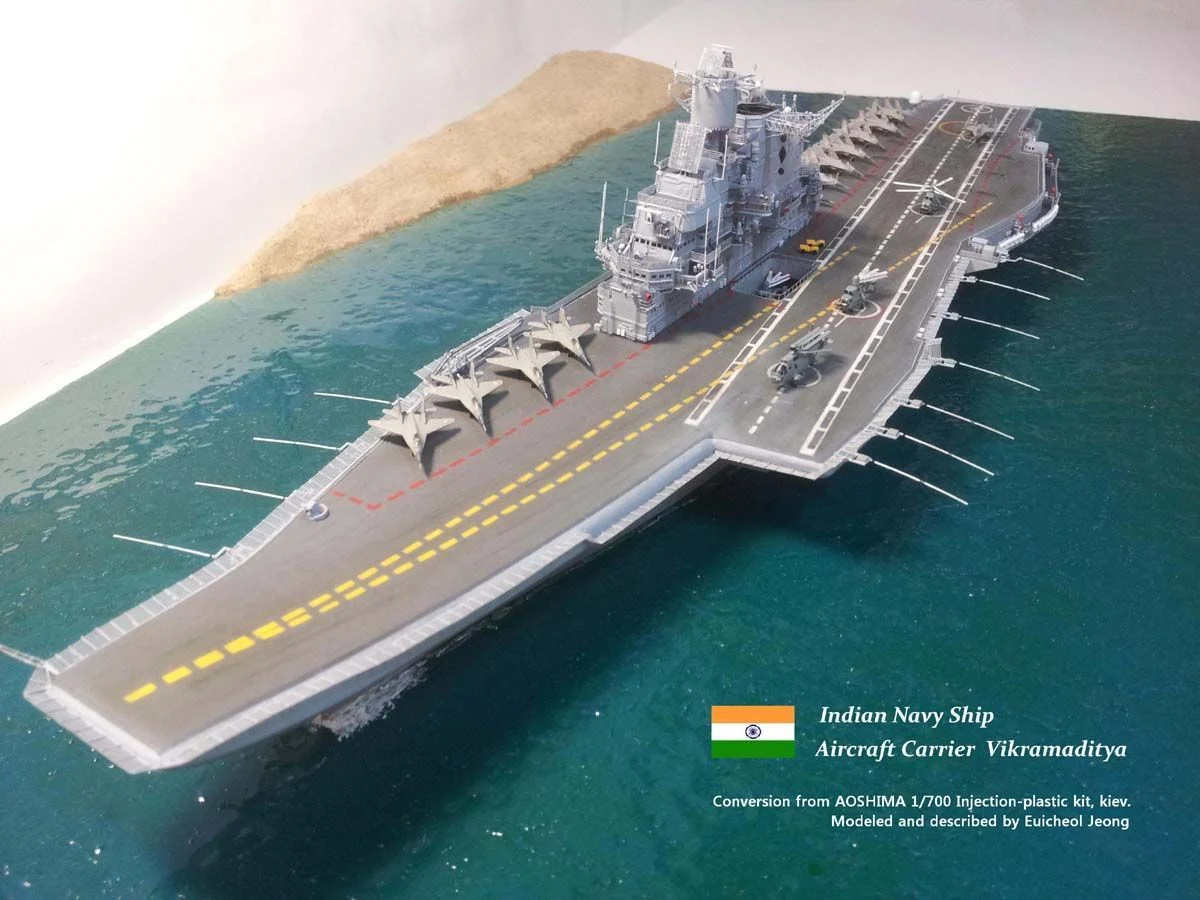 Indian Navy Ship
Aircraft Carrier Vikramaditya
Conversion from AOSHIMA 1/700 Injection-plastic kit, kiev.
Modeled and described by Euicheol Jeong